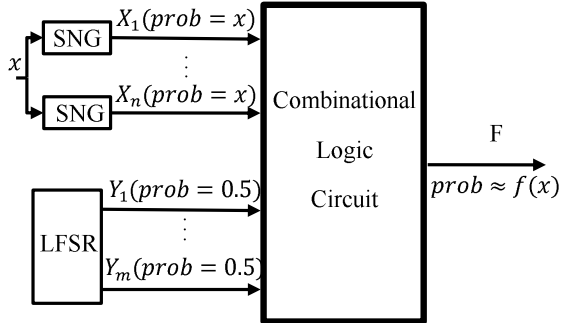 X₁(prob = x)
SNG
x
⋮
Xₙ(prob = x)
SNG
Combinational
Logic
Circuit
F
prob ≈ f(x)
Y₁(prob = 0.5)
LFSR
⋮
Yₘ(prob = 0.5)